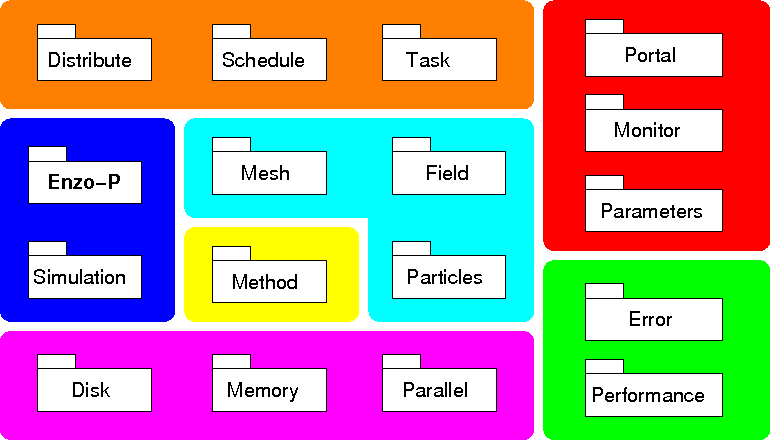 Distribute
Schedule
Task
Portal
Monitor
Parameters
Enzo−P
Simulation
Mesh
Field
Method
Particles
Error
Performance
Disk
Memory
Parallel